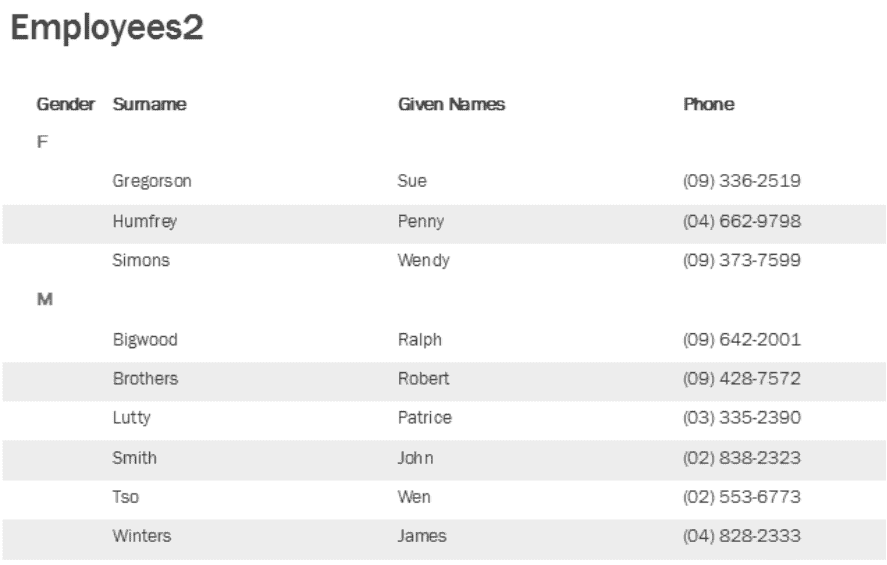 Employees2
Gender Surname Given Names Phone
F
Gregorson Sue (09) 336-2519
Humfrey Penny (04) 662-9798
Simons Wendy (09) 373-7599
M
Bigwood Ralph (09) 642-2001
Brothers Robert (09) 428-7572
Lutty Patrice (03) 335-2390
Smith John (02) 838-2323
Tso Wen (02) 553-6773
Winters James (04) 828-2333